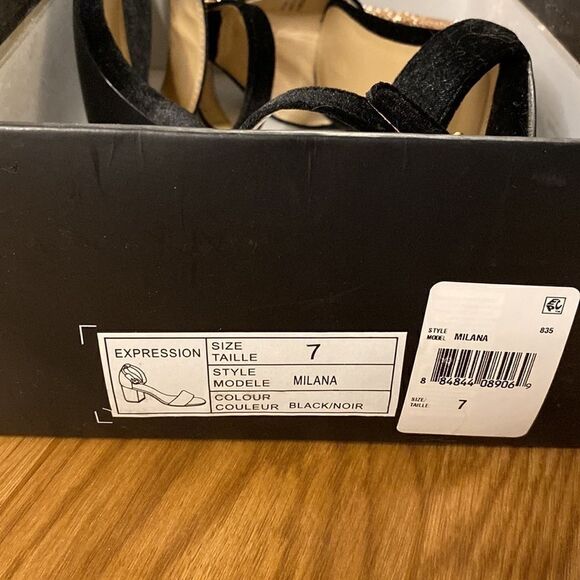 EXPRESSION
SIZE
TAILLE 7
STYLE
MODELE MILANA
COLOUR
COULEUR BLACK/NOIR
835
STYLE
MODEL MILANA
8 84844 08906 9
SIZE/
TAILLE: 7